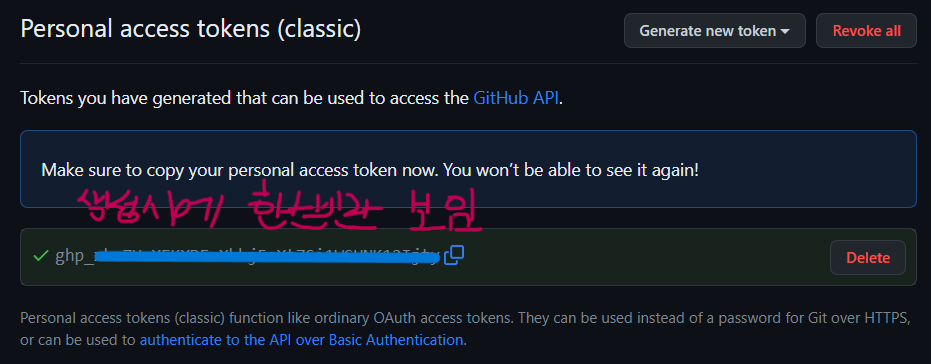 Personal access tokens (classic)
Generate new token
Revoke all
Tokens you have generated that can be used to access the GitHub API.
Make sure to copy your personal access token now. You won't be able to see it again!
생성시에 한번만 보임
ghp_
Delete
Personal access tokens (classic) function like ordinary OAuth access tokens. They can be used instead of a password for Git over HTTPS,
or can be used to authenticate to the API over Basic Authentication.